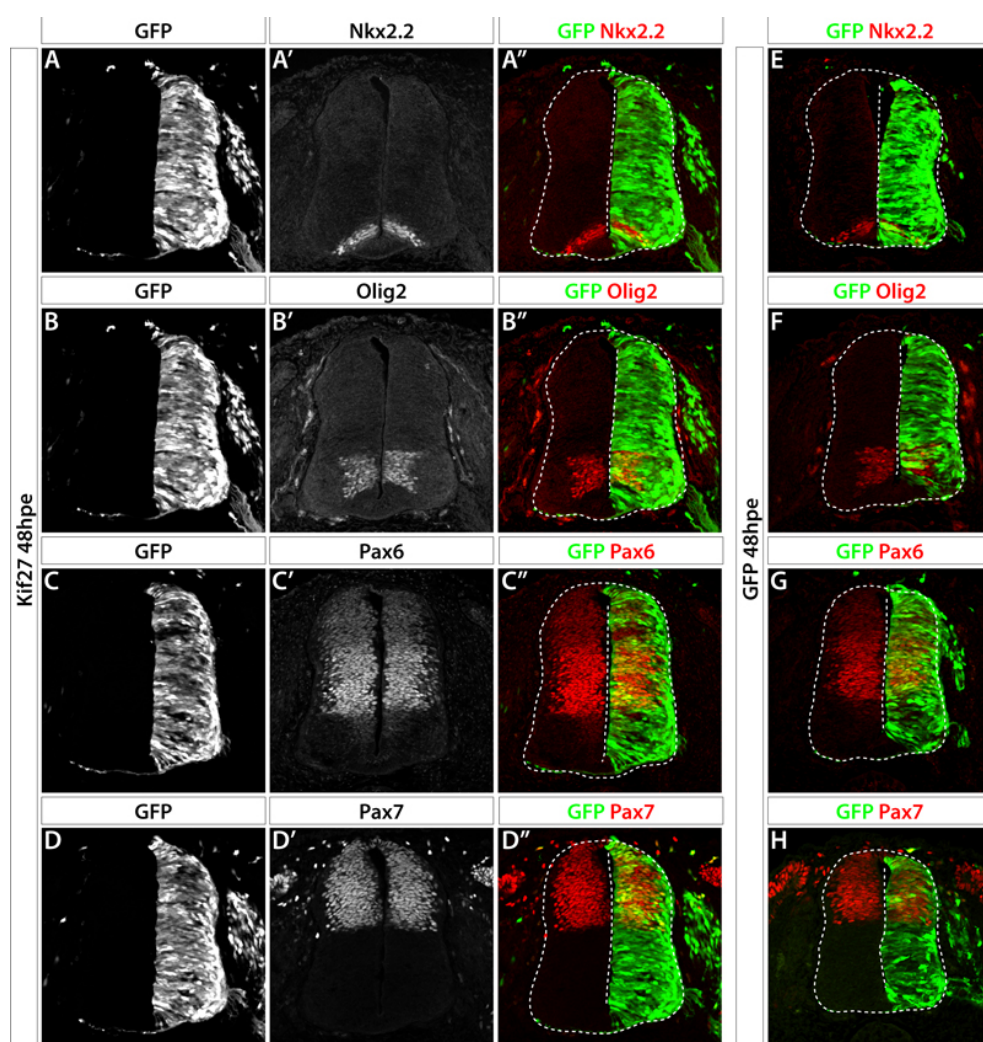 GFP Nkx2.2 GFP Nkx2.2 GFP Nkx2.2
A A′ A″ E
GFP Olig2 GFP Olig2 GFP Olig2
B B′ B″ F
GFP Pax6 GFP Pax6 GFP Pax6
C C′ C″ G
GFP Pax7 GFP Pax7 GFP Pax7
D D′ D″ H
Kif27 48hpe
GFP 48hpe